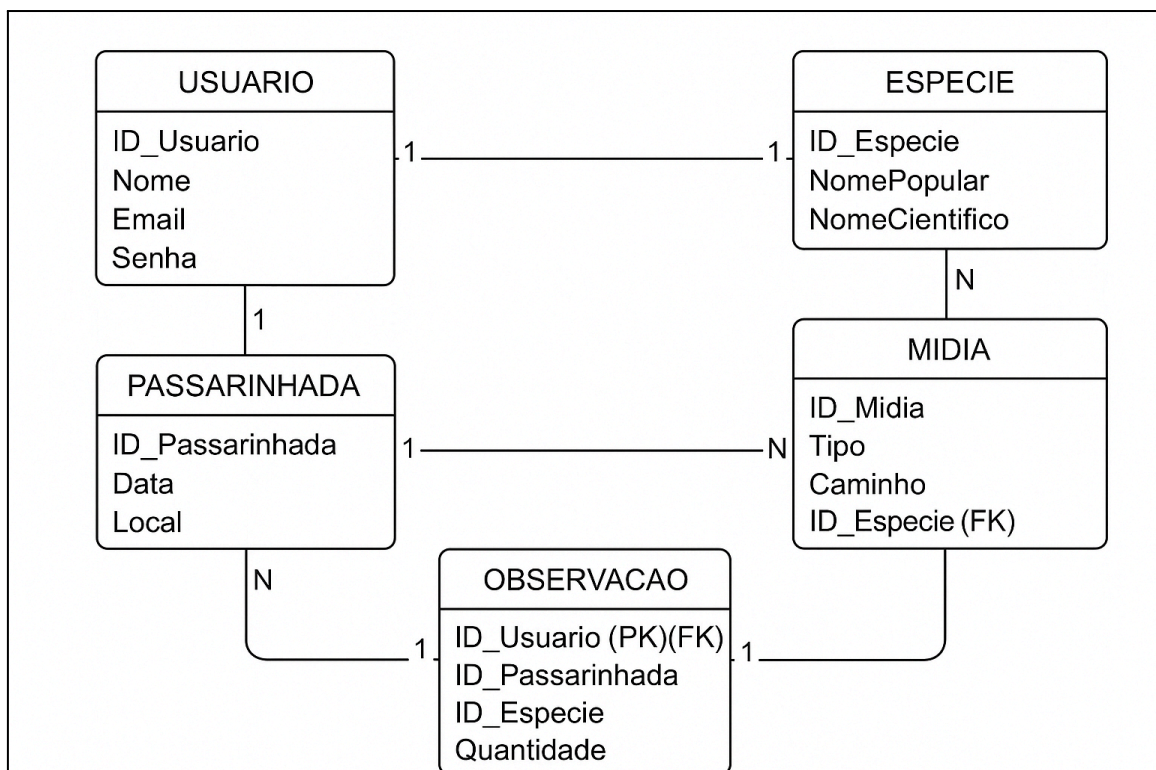 USUARIO
ID_Usuario
Nome
Email
Senha
1
1
ESPECIE
ID_Especie
NomePopular
NomeCientifico
1
N
PASSARINHADA
ID_Passarinhada
Data
Local
1
N
MIDIA
ID_Midia
Tipo
Caminho
ID_Especie (FK)
N
1
OBSERVACAO
ID_Usuario (PK)(FK)
ID_Passarinhada
ID_Especie
Quantidade
1